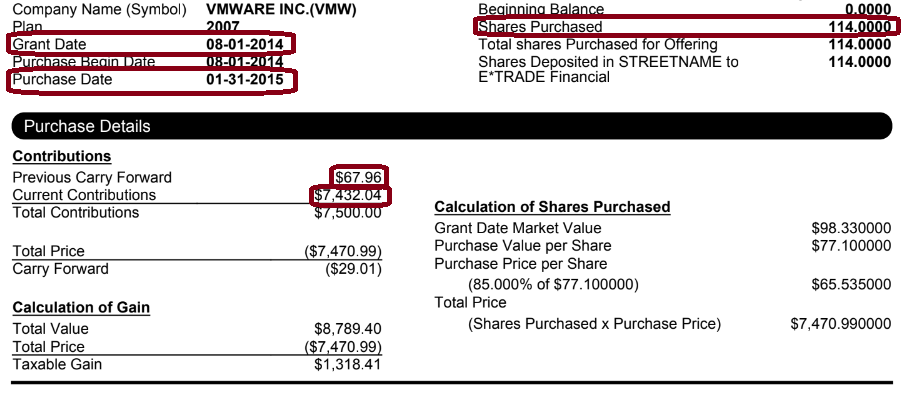 Company Name (Symbol) VMWARE INC.(VMW)
Plan 2007
Grant Date 08-01-2014
Purchase Begin Date 08-01-2014
Purchase Date 01-31-2015
Beginning Balance 0.0000
Shares Purchased 114.0000
Total shares Purchased for Offering 114.0000
Shares Deposited in STREETNAME to 114.0000
E*TRADE Financial
Purchase Details
Contributions
Previous Carry Forward $67.96
Current Contributions $7,432.04
Total Contributions $7,500.00
Total Price ($7,470.99)
Carry Forward ($29.01)
Calculation of Gain
Total Value $8,789.40
Total Price ($7,470.99)
Taxable Gain $1,318.41
Calculation of Shares Purchased
Grant Date Market Value $98.330000
Purchase Value per Share $77.100000
Purchase Price per Share
(85.000% of $77.100000) $65.535000
Total Price
(Shares Purchased x Purchase Price) $7,470.990000